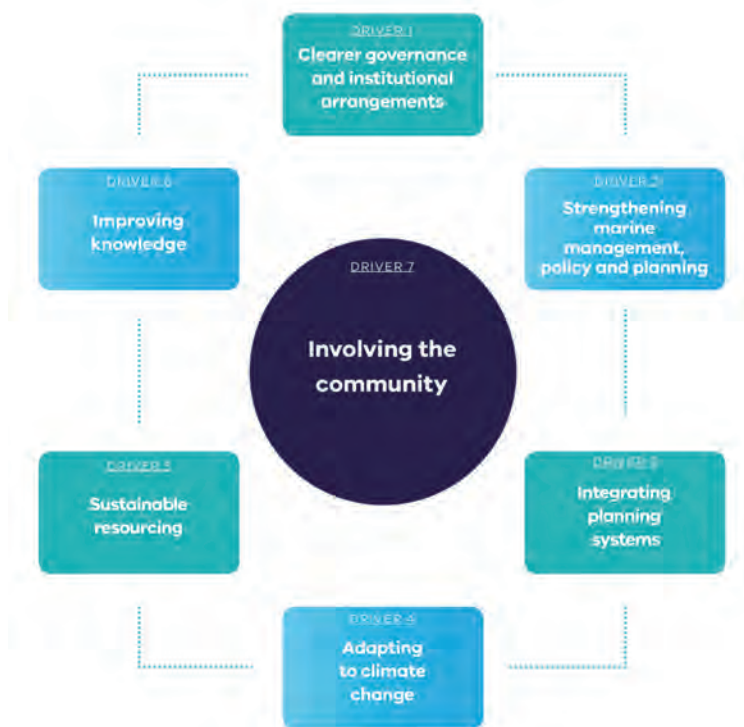 DRIVER 1
Clearer governance
and institutional
arrangements
DRIVER 2
Strengthening
marine
management,
policy and planning
DRIVER 3
Integrating
planning
systems
DRIVER 4
Adapting
to climate
change
DRIVER 5
Sustainable
resourcing
DRIVER 6
Improving
knowledge
DRIVER 7
Involving the
community